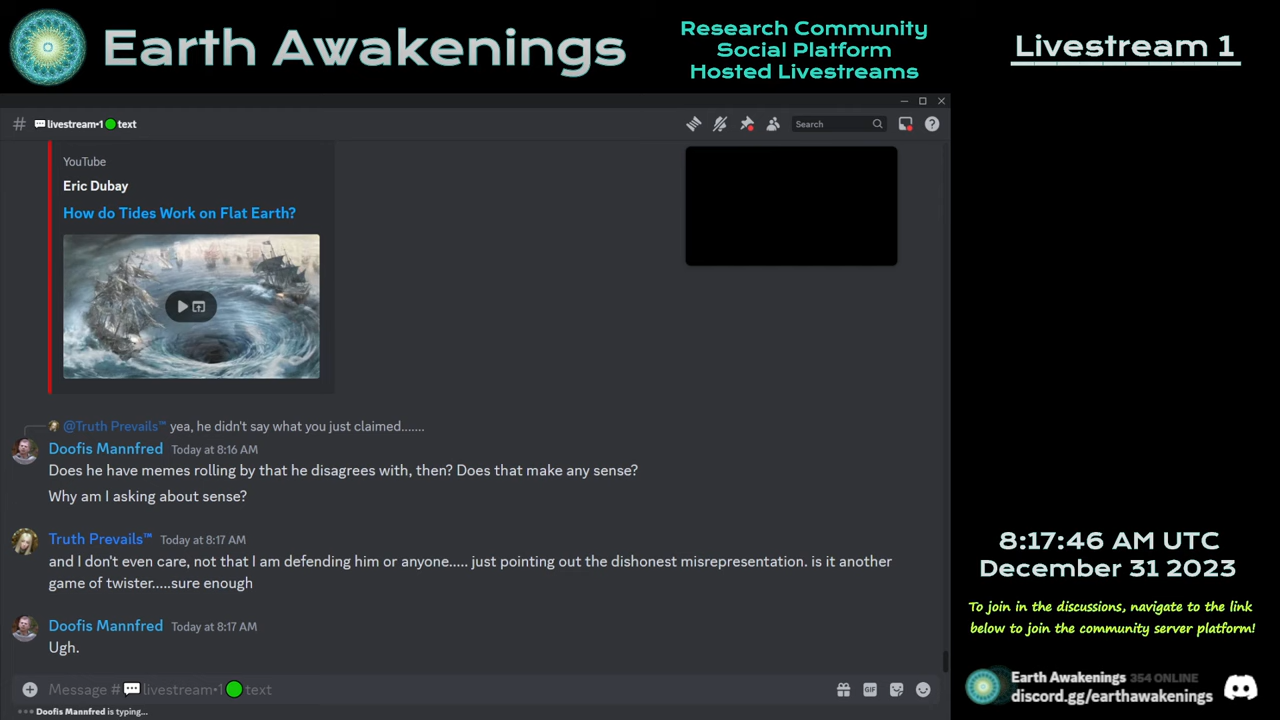 Earth Awakenings
Research Community
Social Platform
Hosted Livestreams
Livestream 1
livestream•1 text
Search
YouTube
Eric Dubay
How do Tides Work on Flat Earth?
@Truth Prevails™ yea, he didn't say what you just claimed.......
Doofis Mannfred Today at 8:16 AM
Does he have memes rolling by that he disagrees with, then? Does that make any sense?
Why am I asking about sense?
Truth Prevails™ Today at 8:17 AM
and I don't even care, not that I am defending him or anyone..... just pointing out the dishonest misrepresentation. is it another
game of twister.....sure enough
Doofis Mannfred Today at 8:17 AM
Ugh.
Message # livestream•1 text
GIF
Doofis Mannfred is typing...
8:17:46 AM UTC
December 31 2023
To join in the discussions, navigate to the link
below to join the community server platform!
Earth Awakenings 354 ONLINE
discord.gg/earthawakenings